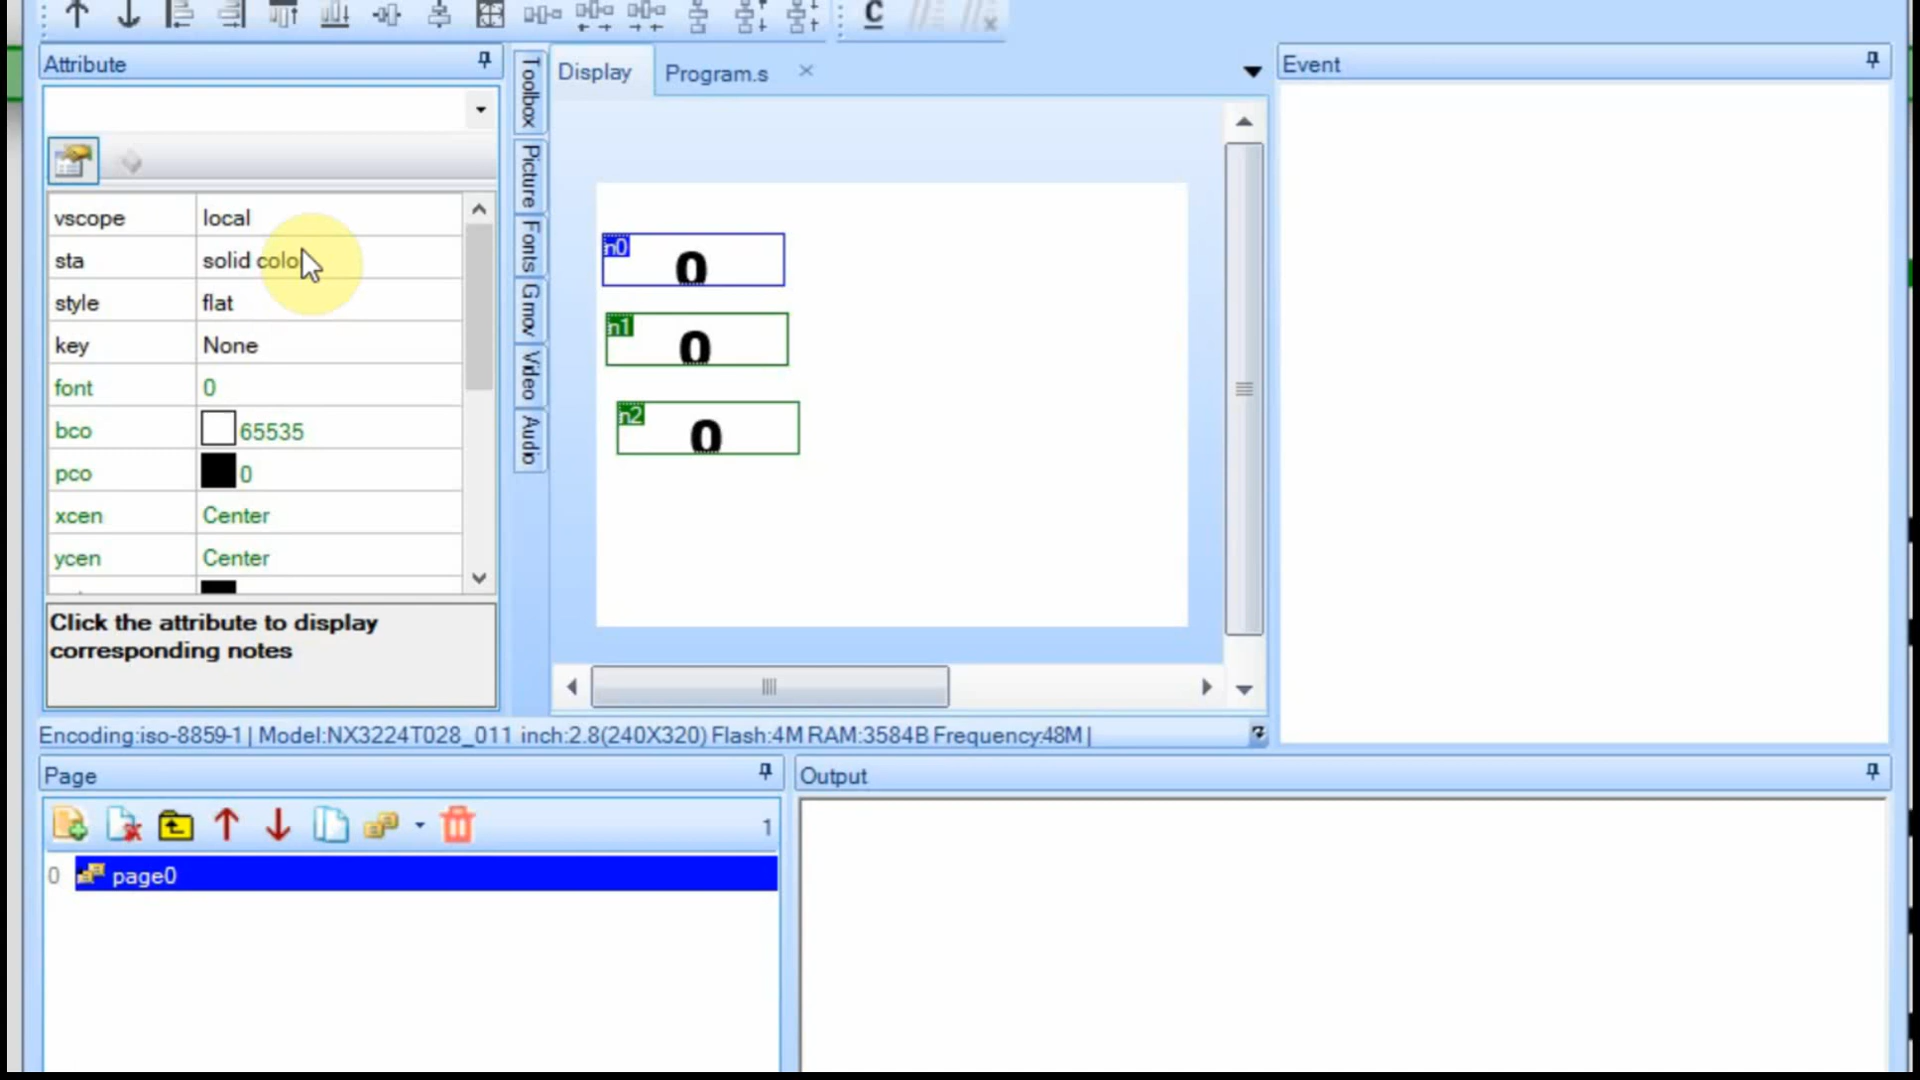 C
Attribute
Toolbox
Picture
Fonts
Gmov
Video
Audio
Display
Program.s
Event
vscope local
sta solid colo
style flat
key None
font 0
bco 65535
pco 0
xcen Center
ycen Center
Click the attribute to display
corresponding notes
n0
0
n1
0
n2
0
Encoding:iso-8859-1 | Model:NX3224T028_011 inch:2.8(240X320) Flash:4M RAM:3584B Frequency:48M |
Page
1
0 page0
Output